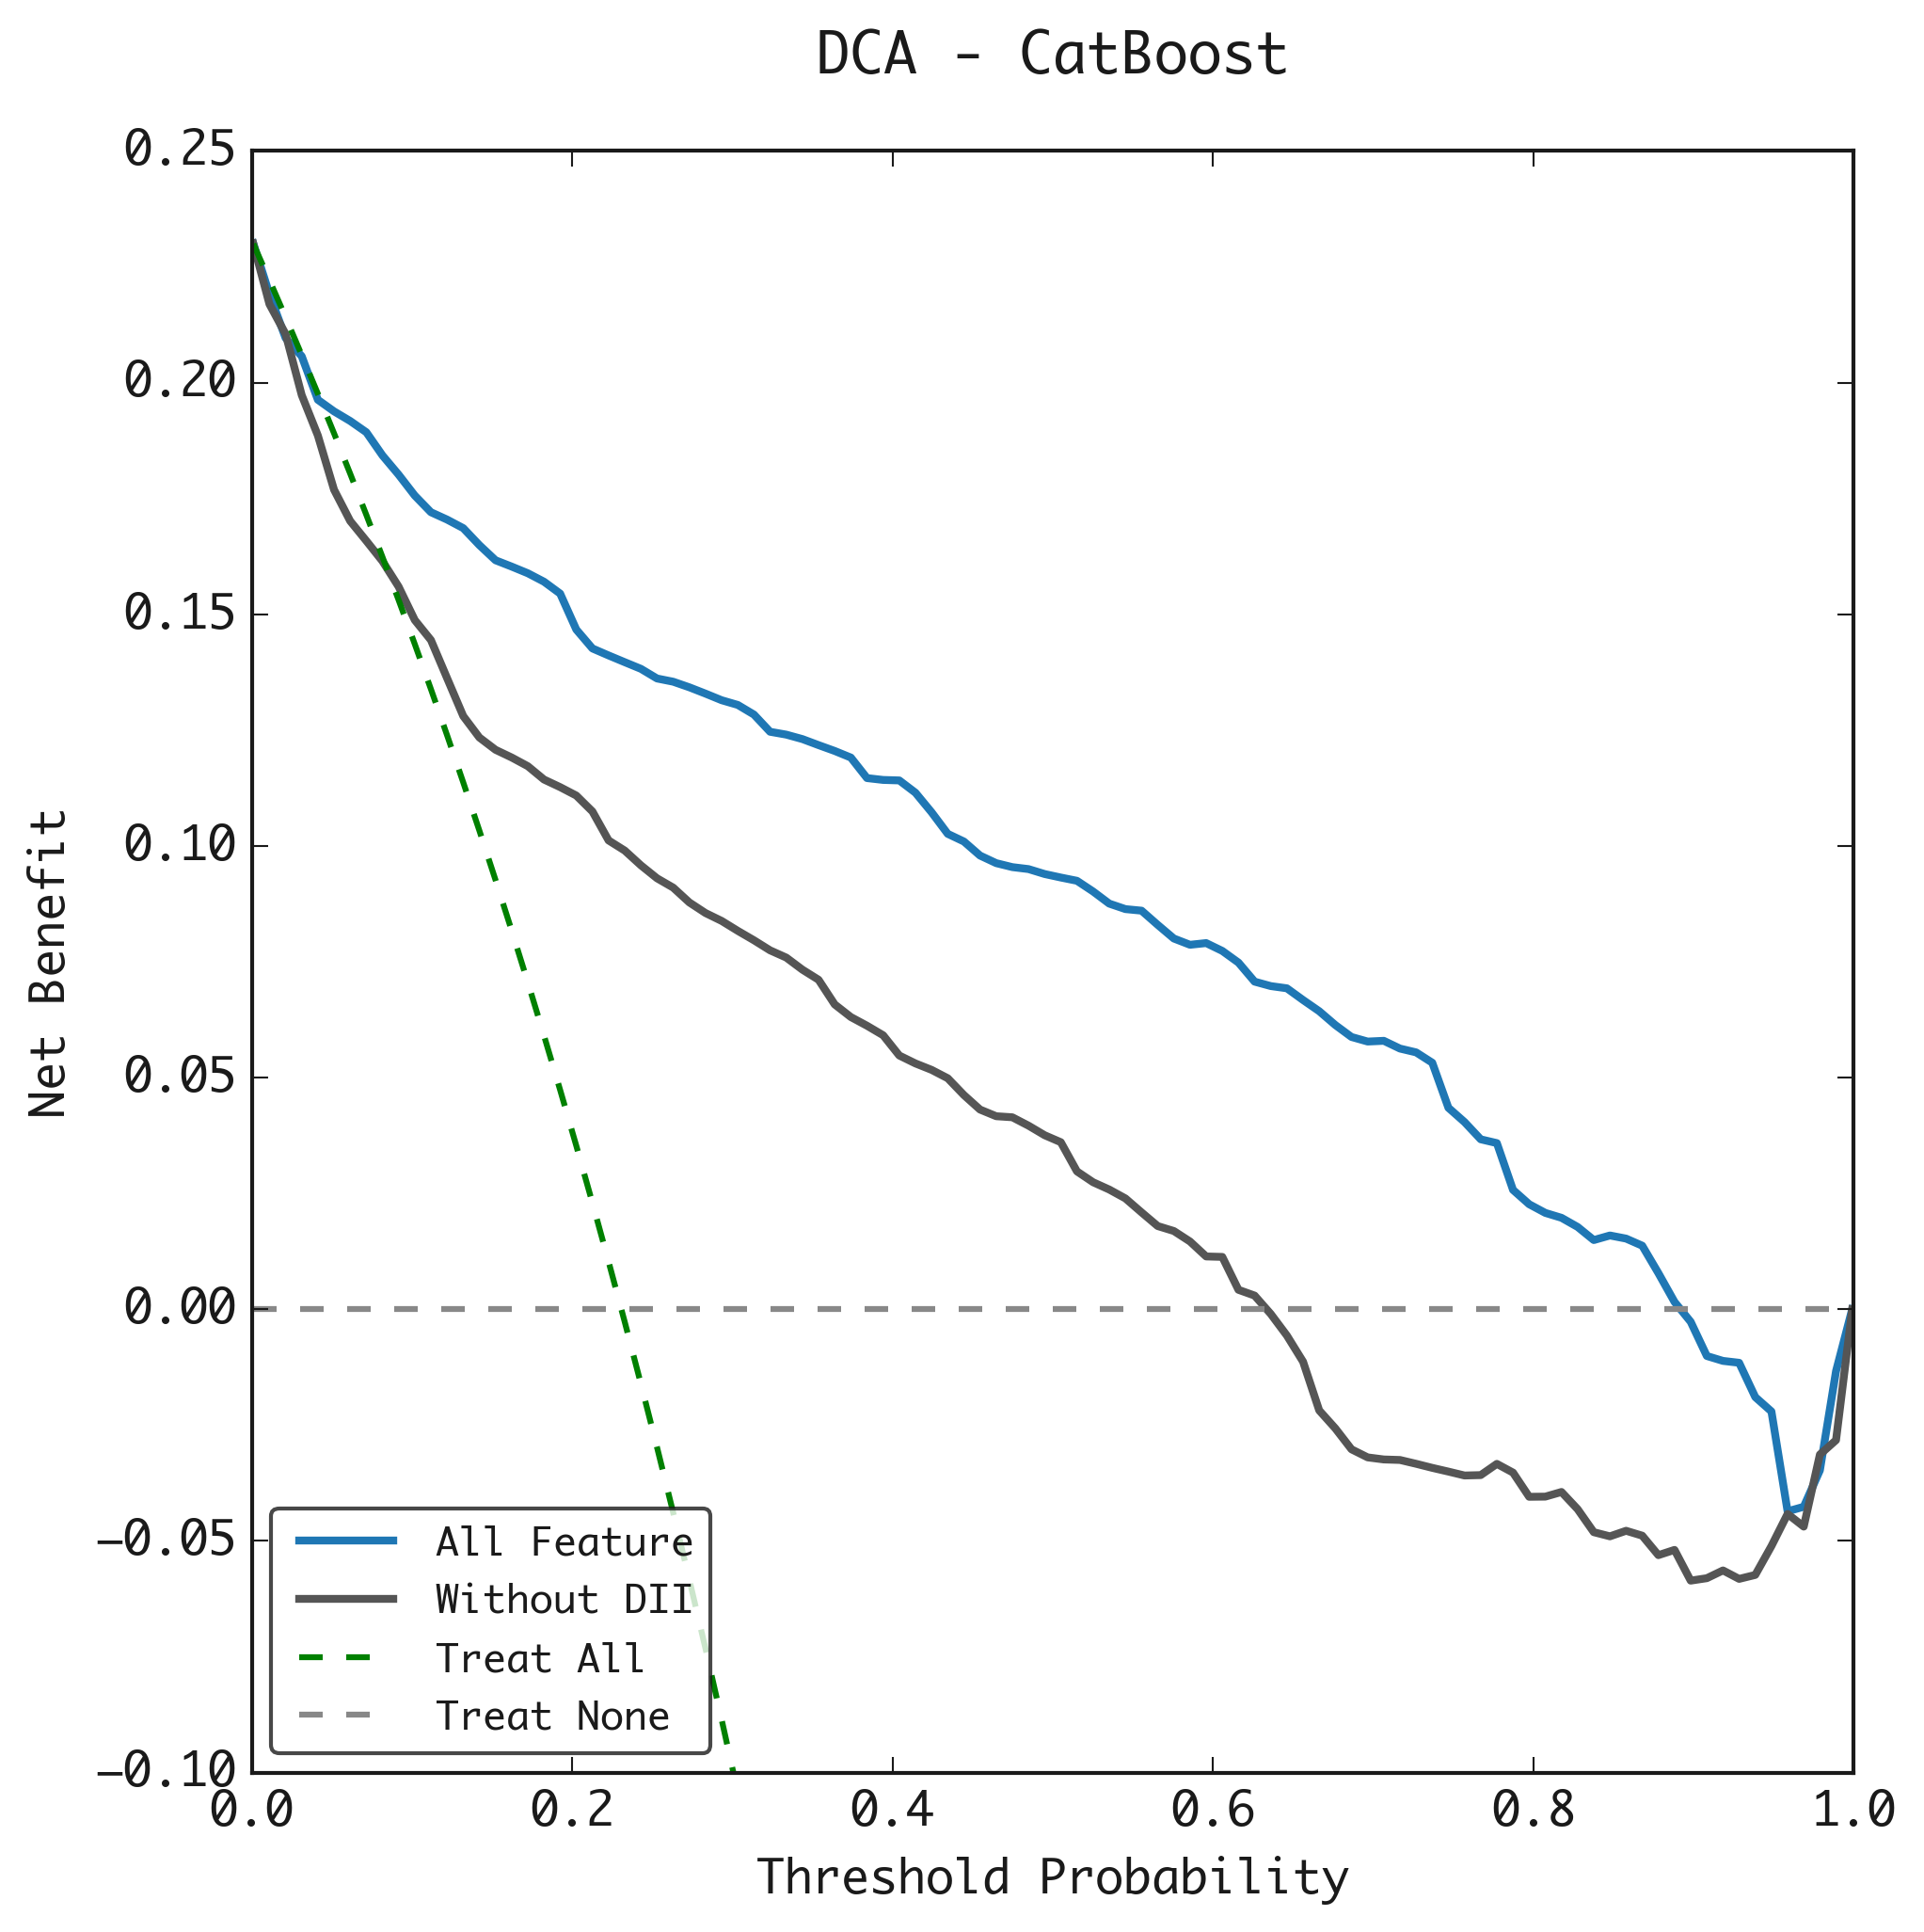 DCA - CatBoost
0.25
0.20
0.15
0.10
0.05
0.00
−0.05
−0.10
Net Benefit
All Feature
Without DII
Treat All
Treat None
0.0 0.2 0.4 0.6 0.8 1.0
Threshold Probability